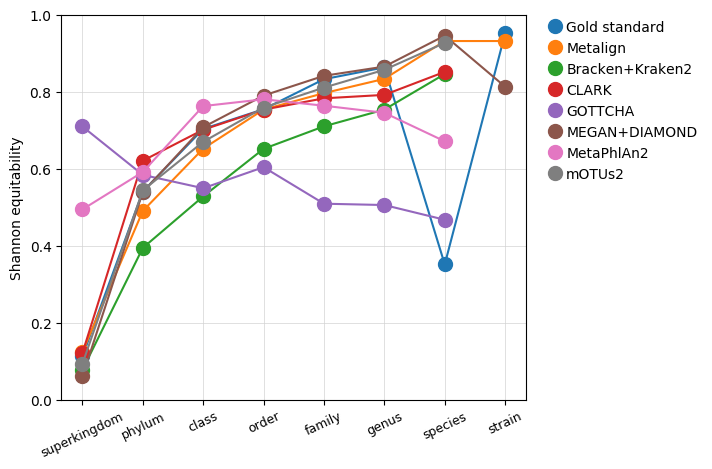 Shannon equitability
1.0
0.8
0.6
0.4
0.2
0.0
superkingdom
phylum
class
order
family
genus
species
strain
Gold standard
Metalign
Bracken+Kraken2
CLARK
GOTTCHA
MEGAN+DIAMOND
MetaPhlAn2
mOTUs2